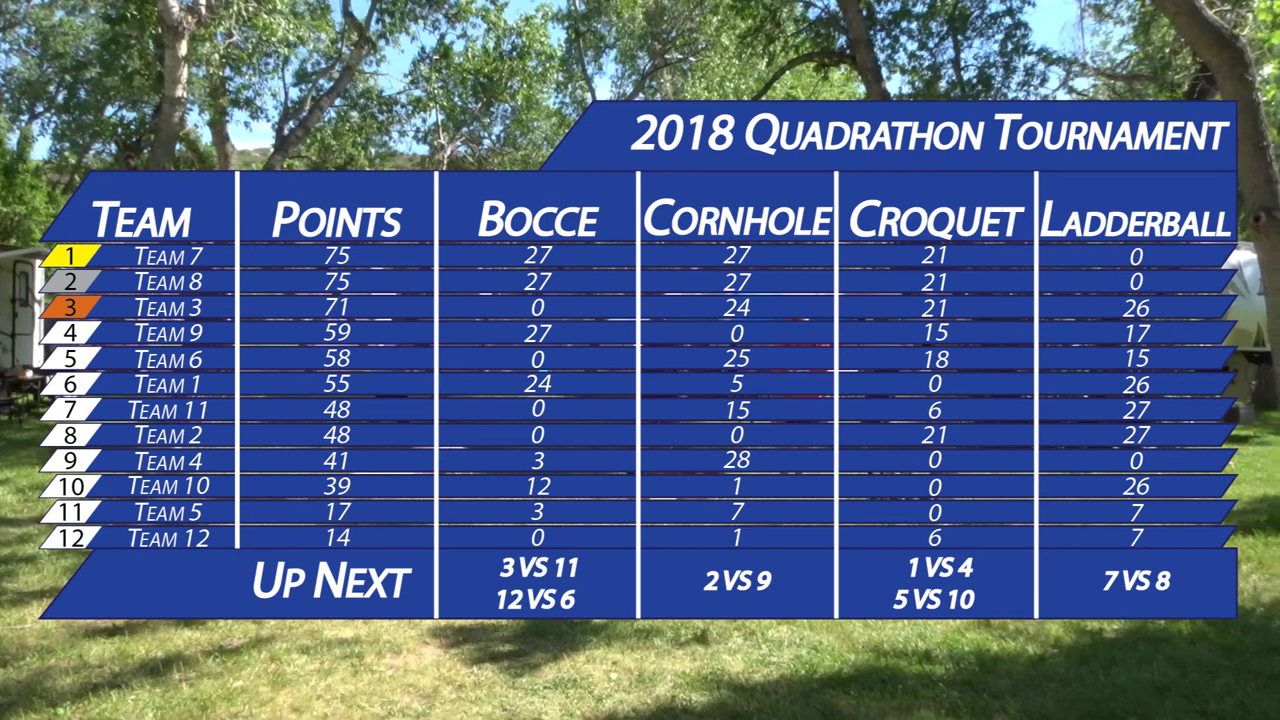 2018 Quadrathon Tournament
Team Points Bocce Cornhole Croquet Ladderball
1 Team 7 75 27 27 21 0
2 Team 8 75 27 27 21 0
3 Team 3 71 0 24 21 26
4 Team 9 59 27 0 15 17
5 Team 6 58 0 25 18 15
6 Team 1 55 24 5 0 26
7 Team 11 48 0 15 6 27
8 Team 2 48 0 0 21 27
9 Team 4 41 3 28 0 0
10 Team 10 39 12 1 0 26
11 Team 5 17 3 7 0 7
12 Team 12 14 0 1 6 7
Up Next
3 VS 11
12 VS 6
2 VS 9
1 VS 4
5 VS 10
7 VS 8